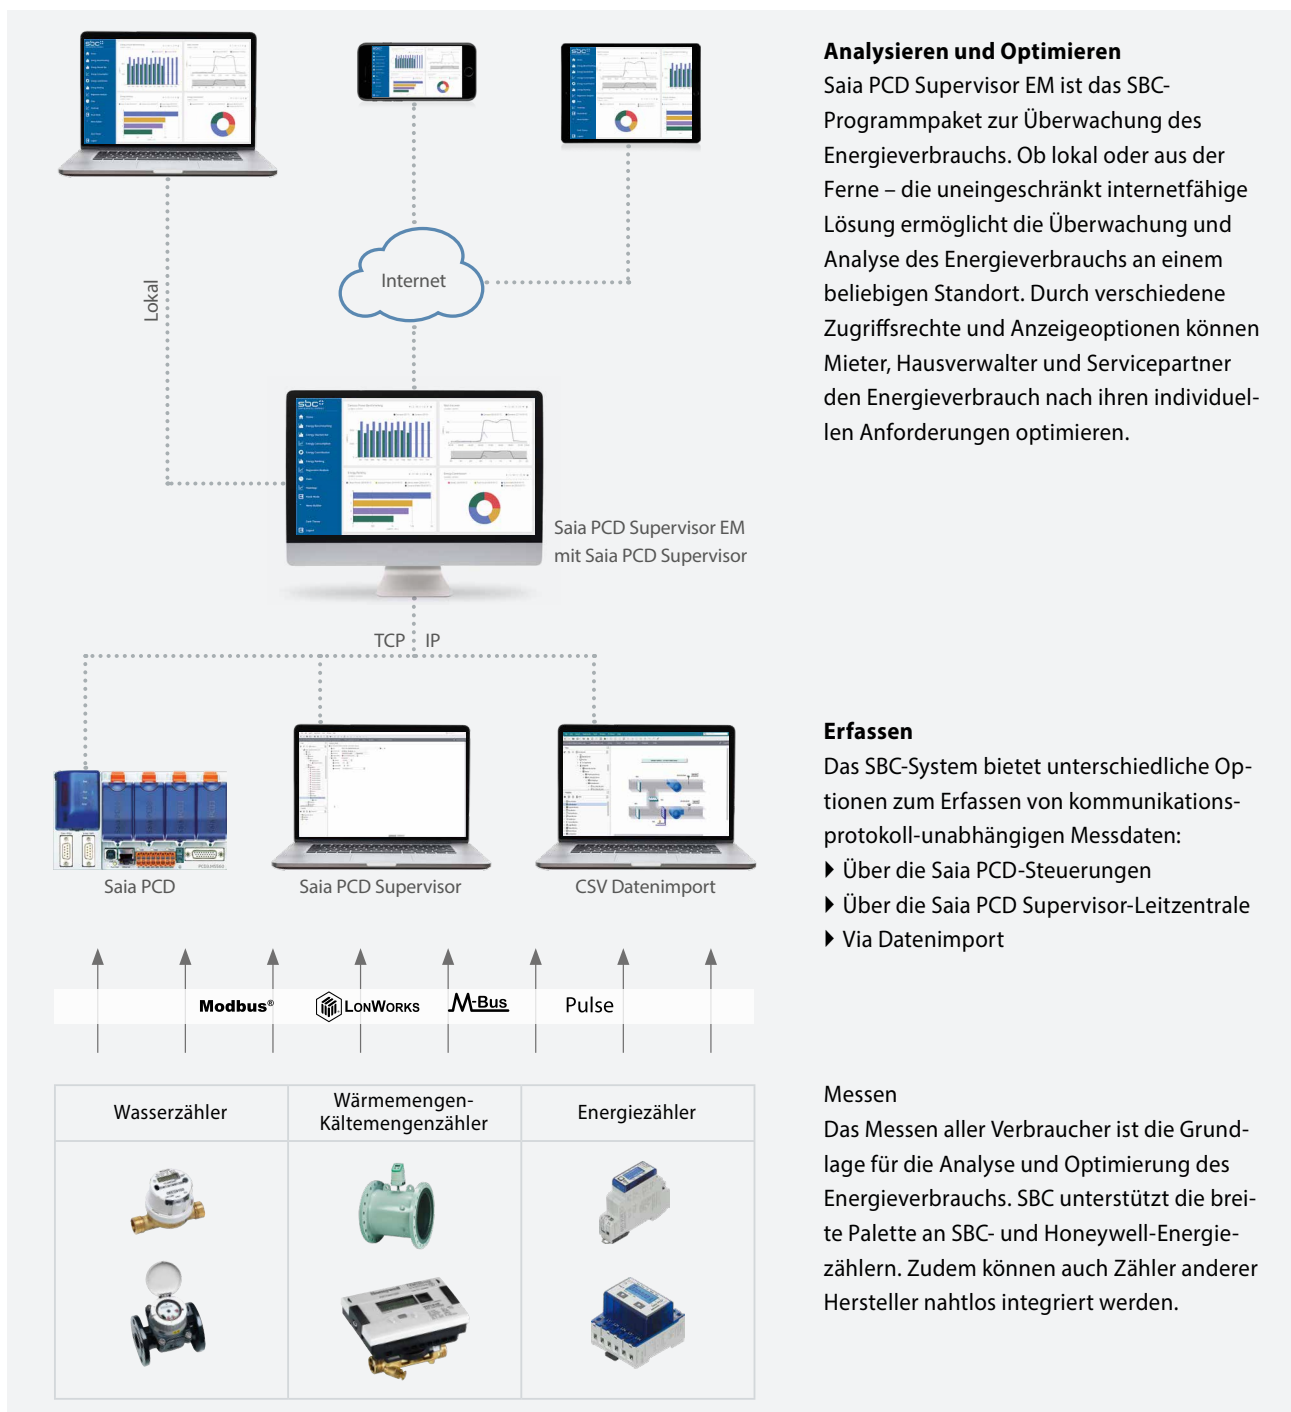 Analysieren und Optimieren
Saia PCD Supervisor EM ist das SBC-
Programmpaket zur Überwachung des
Energieverbrauchs. Ob lokal oder aus der
Ferne – die uneingeschränkt internetfähige
Lösung ermöglicht die Überwachung und
Analyse des Energieverbrauchs an einem
beliebigen Standort. Durch verschiedene
Zugriffsrechte und Anzeigeoptionen können
Mieter, Hausverwalter und Servicepartner
den Energieverbrauch nach ihren individuel-
len Anforderungen optimieren.
Internet
Lokal
sbc
Saia PCD Supervisor EM
mit Saia PCD Supervisor
TCP IP
Saia PCD
Saia PCD Supervisor
CSV Datenimport
Erfassen
Das SBC-System bietet unterschiedliche Op-
tionen zum Erfassen von kommunikations-
protokoll-unabhängigen Messdaten:
Über die Saia PCD-Steuerungen
Über die Saia PCD Supervisor-Leitzentrale
Via Datenimport
Modbus® LonWorks M-Bus Pulse
Wasserzähler
Wärmemengen-
Kältemengenzähler
Energiezähler
Messen
Das Messen aller Verbraucher ist die Grund-
lage für die Analyse und Optimierung des
Energieverbrauchs. SBC unterstützt die brei-
te Palette an SBC- und Honeywell-Energie-
zählern. Zudem können auch Zähler anderer
Hersteller nahtlos integriert werden.